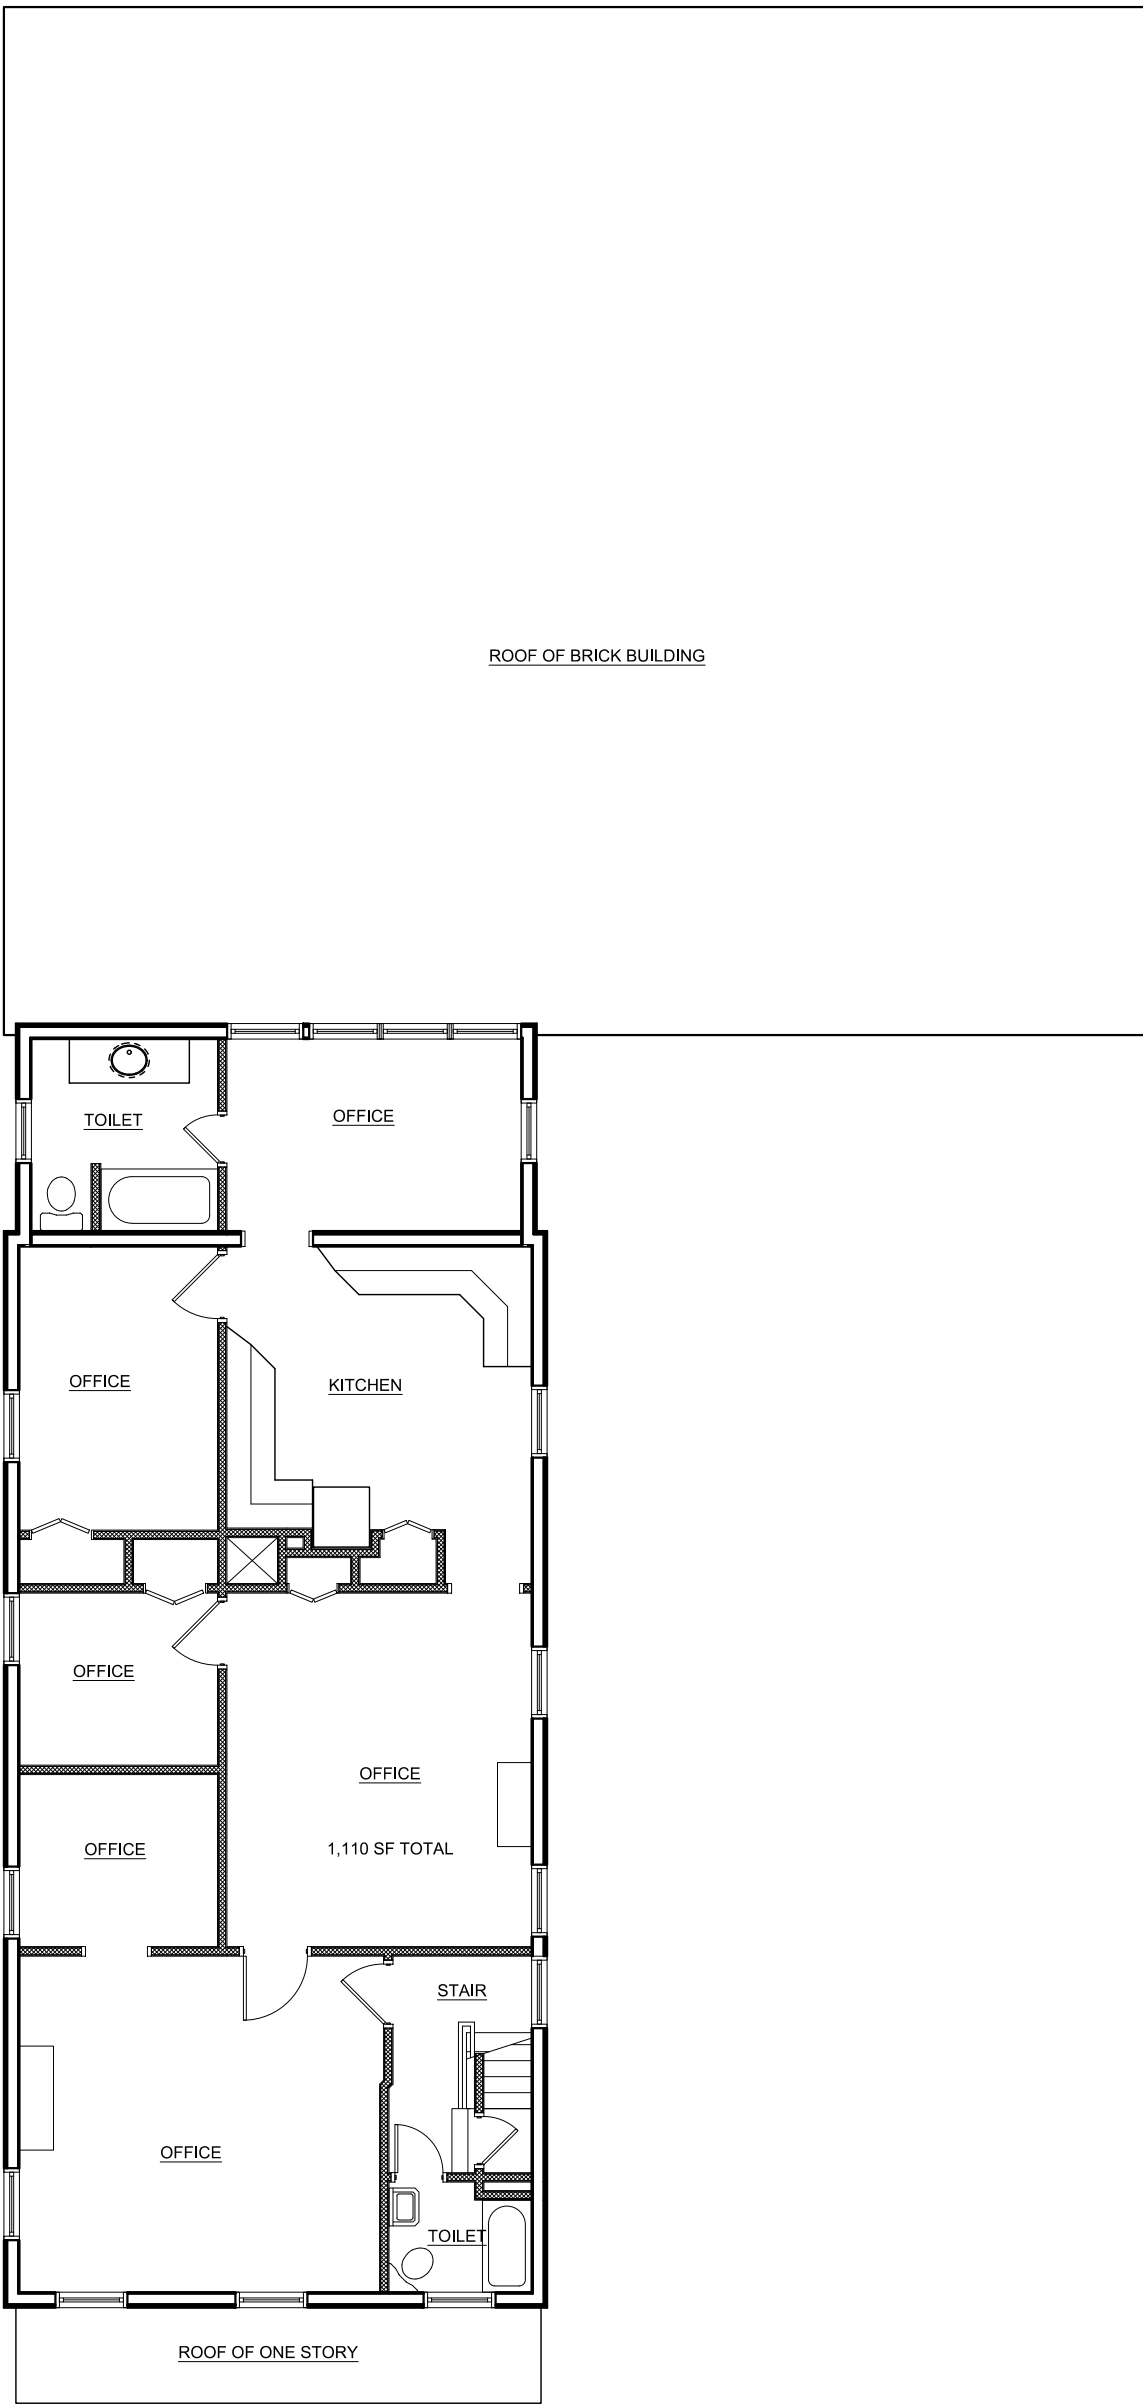 ROOF OF BRICK BUILDING
TOILET
OFFICE
OFFICE
KITCHEN
OFFICE
OFFICE
OFFICE
1,110 SF TOTAL
STAIR
OFFICE
TOILET
ROOF OF ONE STORY